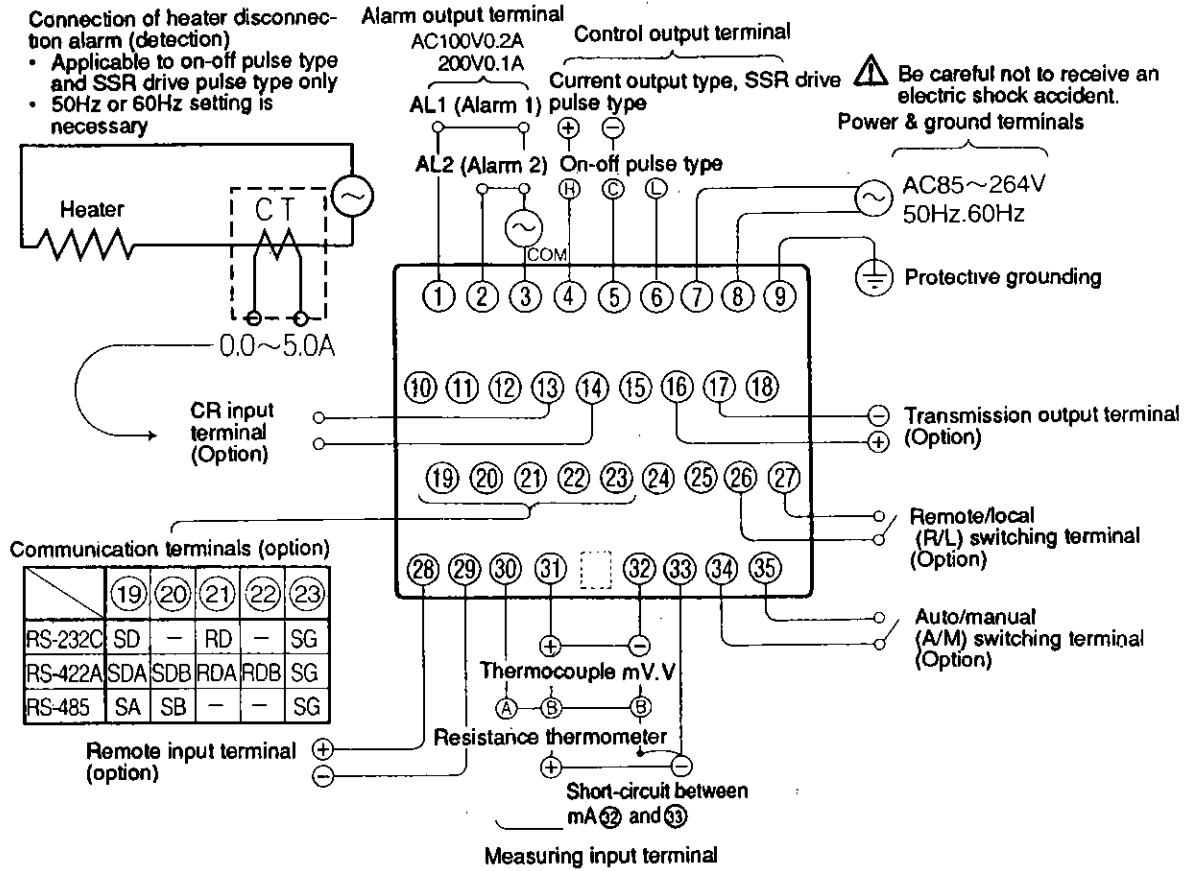 Connection of heater disconnec-
tion alarm (detection)
• Applicable to on-off pulse type
and SSR drive pulse type only
• 50Hz or 60Hz setting is
necessary
Heater
C T
0.0～5.0A
Alarm output terminal
AC100V0.2A
200V0.1A
AL1 (Alarm 1)
AL2 (Alarm 2)
COM
Control output terminal
Current output type, SSR drive
pulse type
⊕ ⊖
On-off pulse type
Ⓗ Ⓒ Ⓛ
⚠ Be careful not to receive an
electric shock accident.
Power & ground terminals
AC85～264V
50Hz.60Hz
Protective grounding
① ② ③ ④ ⑤ ⑥ ⑦ ⑧ ⑨
⑩ ⑪ ⑫ ⑬ ⑭ ⑮ ⑯ ⑰ ⑱
⑲ ⑳ ㉑ ㉒ ㉓ ㉔ ㉕ ㉖ ㉗
㉘ ㉙ ㉚ ㉛ ㉜ ㉝ ㉞ ㉟
CR input
terminal
(Option)
⊖ Transmission output terminal
⊕ (Option)
Remote/local
(R/L) switching terminal
(Option)
Auto/manual
(A/M) switching terminal
(Option)
Communication terminals (option)
⑲ ⑳ ㉑ ㉒ ㉓
RS-232C SD － RD － SG
RS-422A SDA SDB RDA RDB SG
RS-485 SA SB － － SG
Remote input terminal ⊕
(option) ⊖
⊕ ⊖
Thermocouple mV.V
Ⓐ Ⓑ Ⓑ
Resistance thermometer
⊕ ⊖
Short-circuit between
mA㉜ and㉝
Measuring input terminal